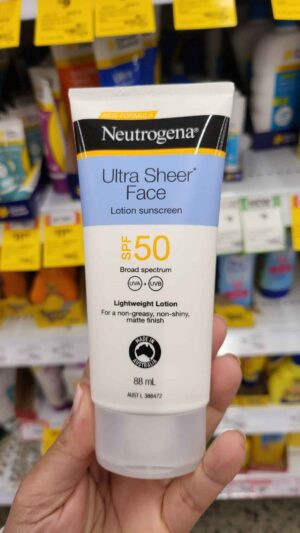 NEW FORMULA
Neutrogena®
Ultra Sheer*
Face
Lotion sunscreen
SPF 50
Broad spectrum
UVA + UVB
Lightweight Lotion
For a non-greasy, non-shiny,
matte finish
MADE IN
AUSTRALIA
88 mL
AUST L 388472